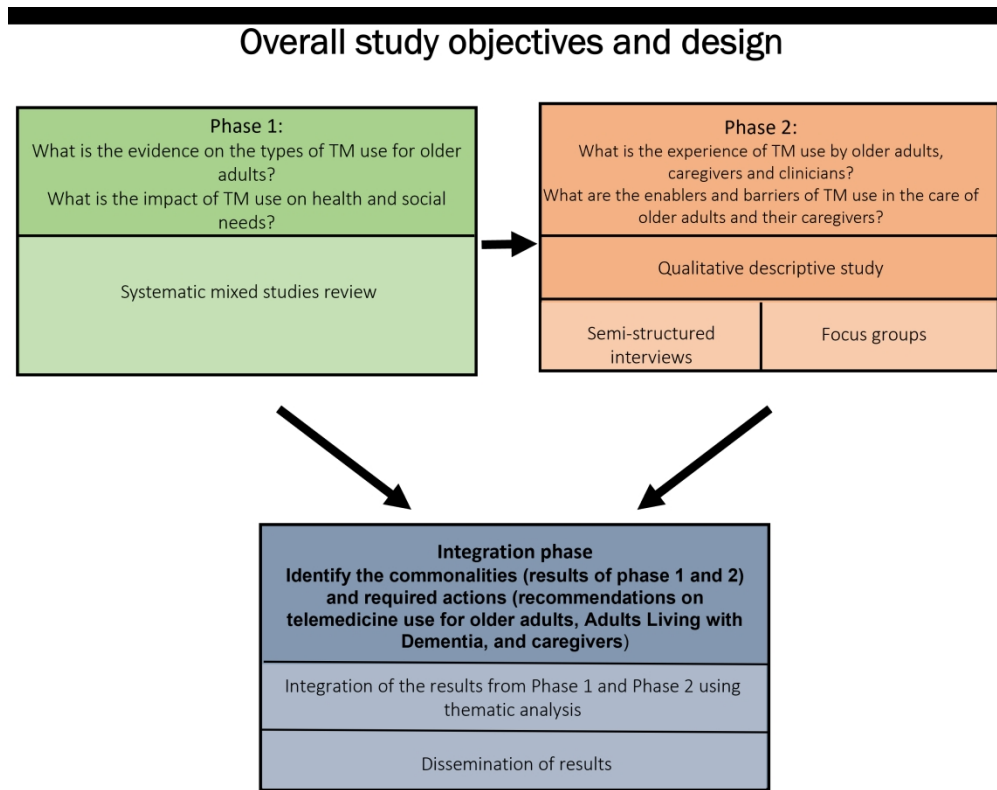 Overall study objectives and design
Phase 1:
What is the evidence on the types of TM use for older
adults?
What is the impact of TM use on health and social
needs?
Systematic mixed studies review
Phase 2:
What is the experience of TM use by older adults,
caregivers and clinicians?
What are the enablers and barriers of TM use in the care of
older adults and their caregivers?
Qualitative descriptive study
Semi-structured
interviews
Focus groups
Integration phase
Identify the commonalities (results of phase 1 and 2)
and required actions (recommendations on
telemedicine use for older adults, Adults Living with
Dementia, and caregivers)
Integration of the results from Phase 1 and Phase 2 using
thematic analysis
Dissemination of results